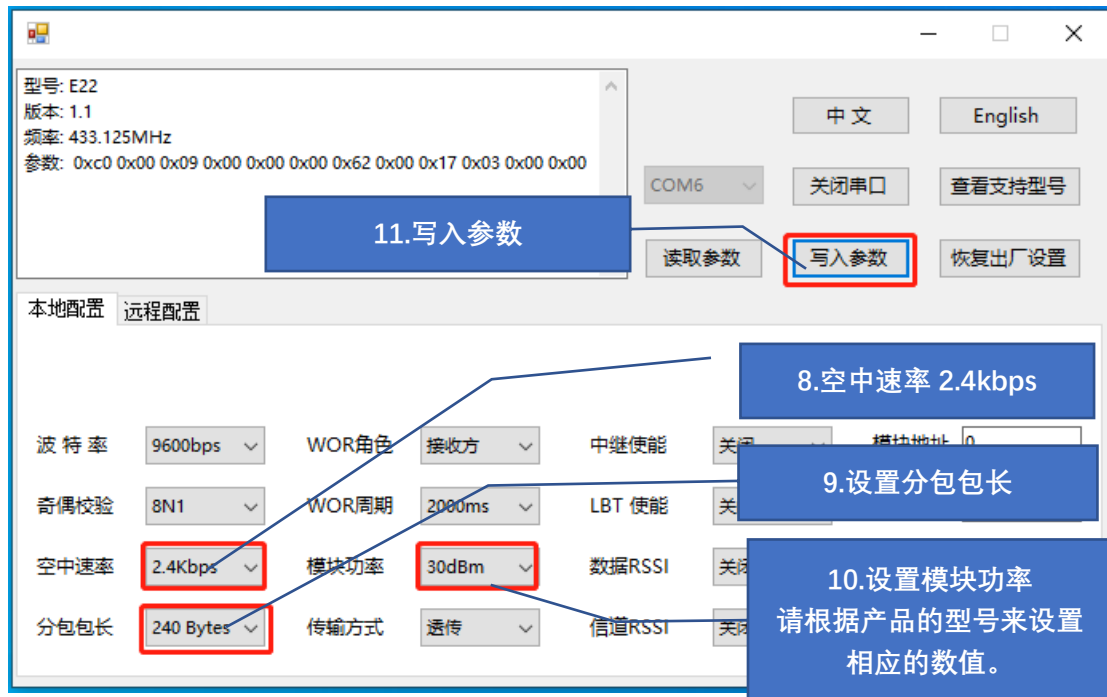 型号: E22
版本: 1.1
频率: 433.125MHz
参数: 0xc0 0x00 0x09 0x00 0x00 0x00 0x62 0x00 0x17 0x03 0x00 0x00
中 文
English
COM6
关闭串口
查看支持型号
11.写入参数
读取参数
写入参数
恢复出厂设置
本地配置
远程配置
8.空中速率 2.4kbps
波 特 率
9600bps
WOR角色
接收方
中继使能
关闭
模块地址
0
9.设置分包包长
奇偶校验
8N1
WOR周期
2000ms
LBT 使能
关
空中速率
2.4Kbps
模块功率
30dBm
数据RSSI
关
10.设置模块功率
请根据产品的型号来设置
相应的数值。
分包包长
240 Bytes
传输方式
透传
信道RSSI
关